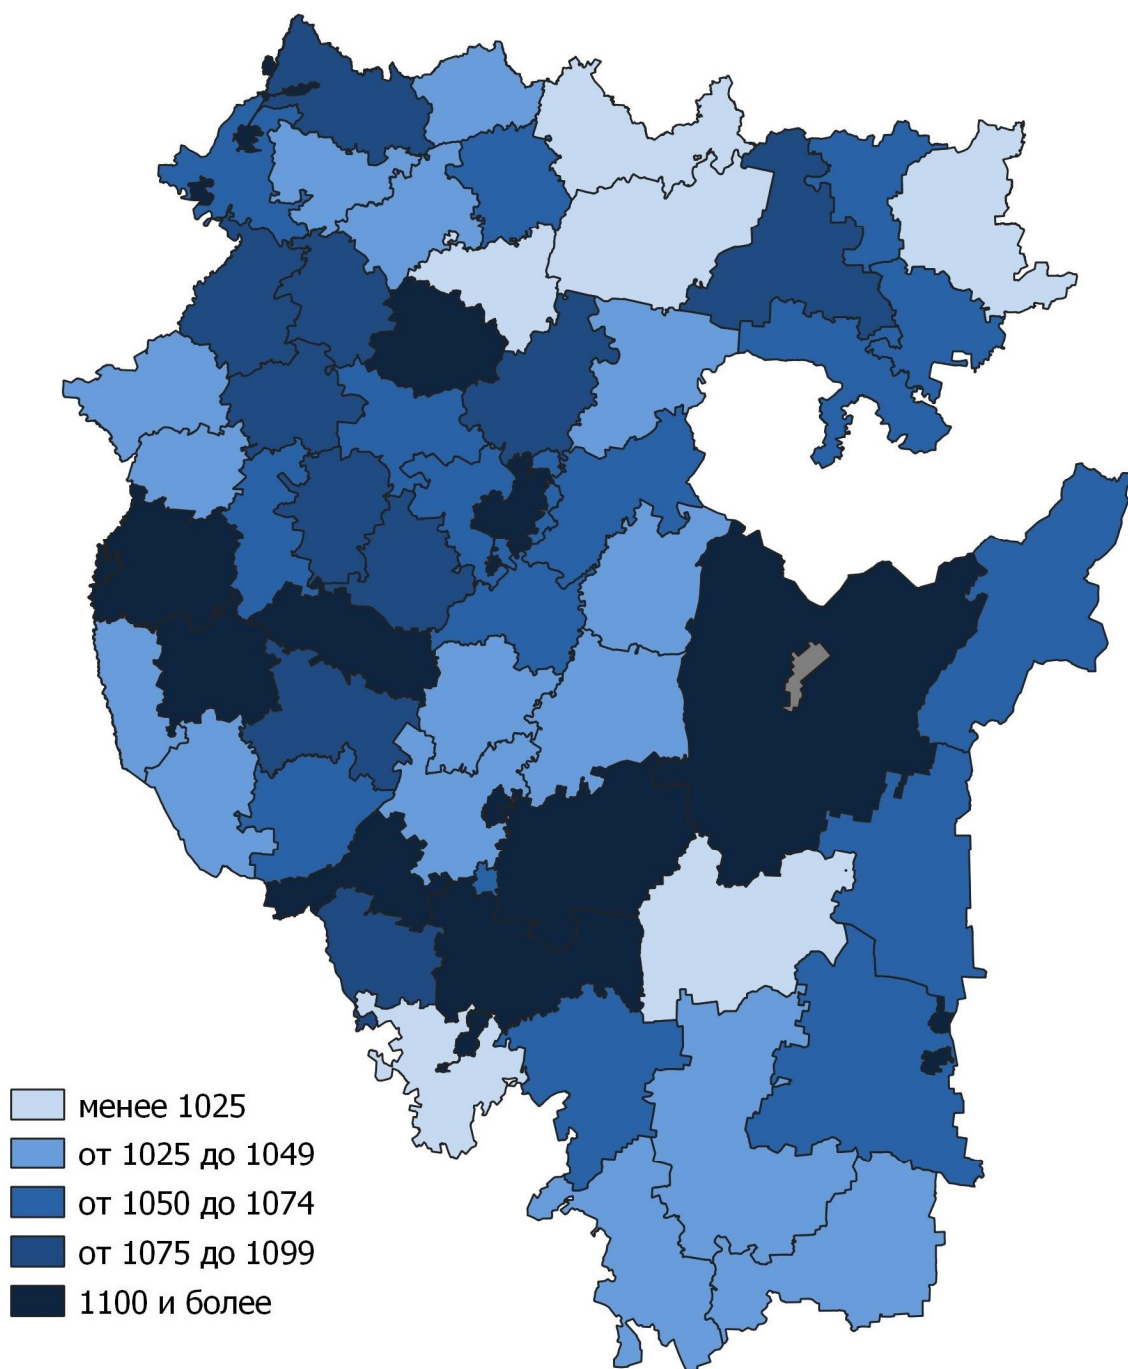 менее 1025
от 1025 до 1049
от 1050 до 1074
от 1075 до 1099
1100 и более